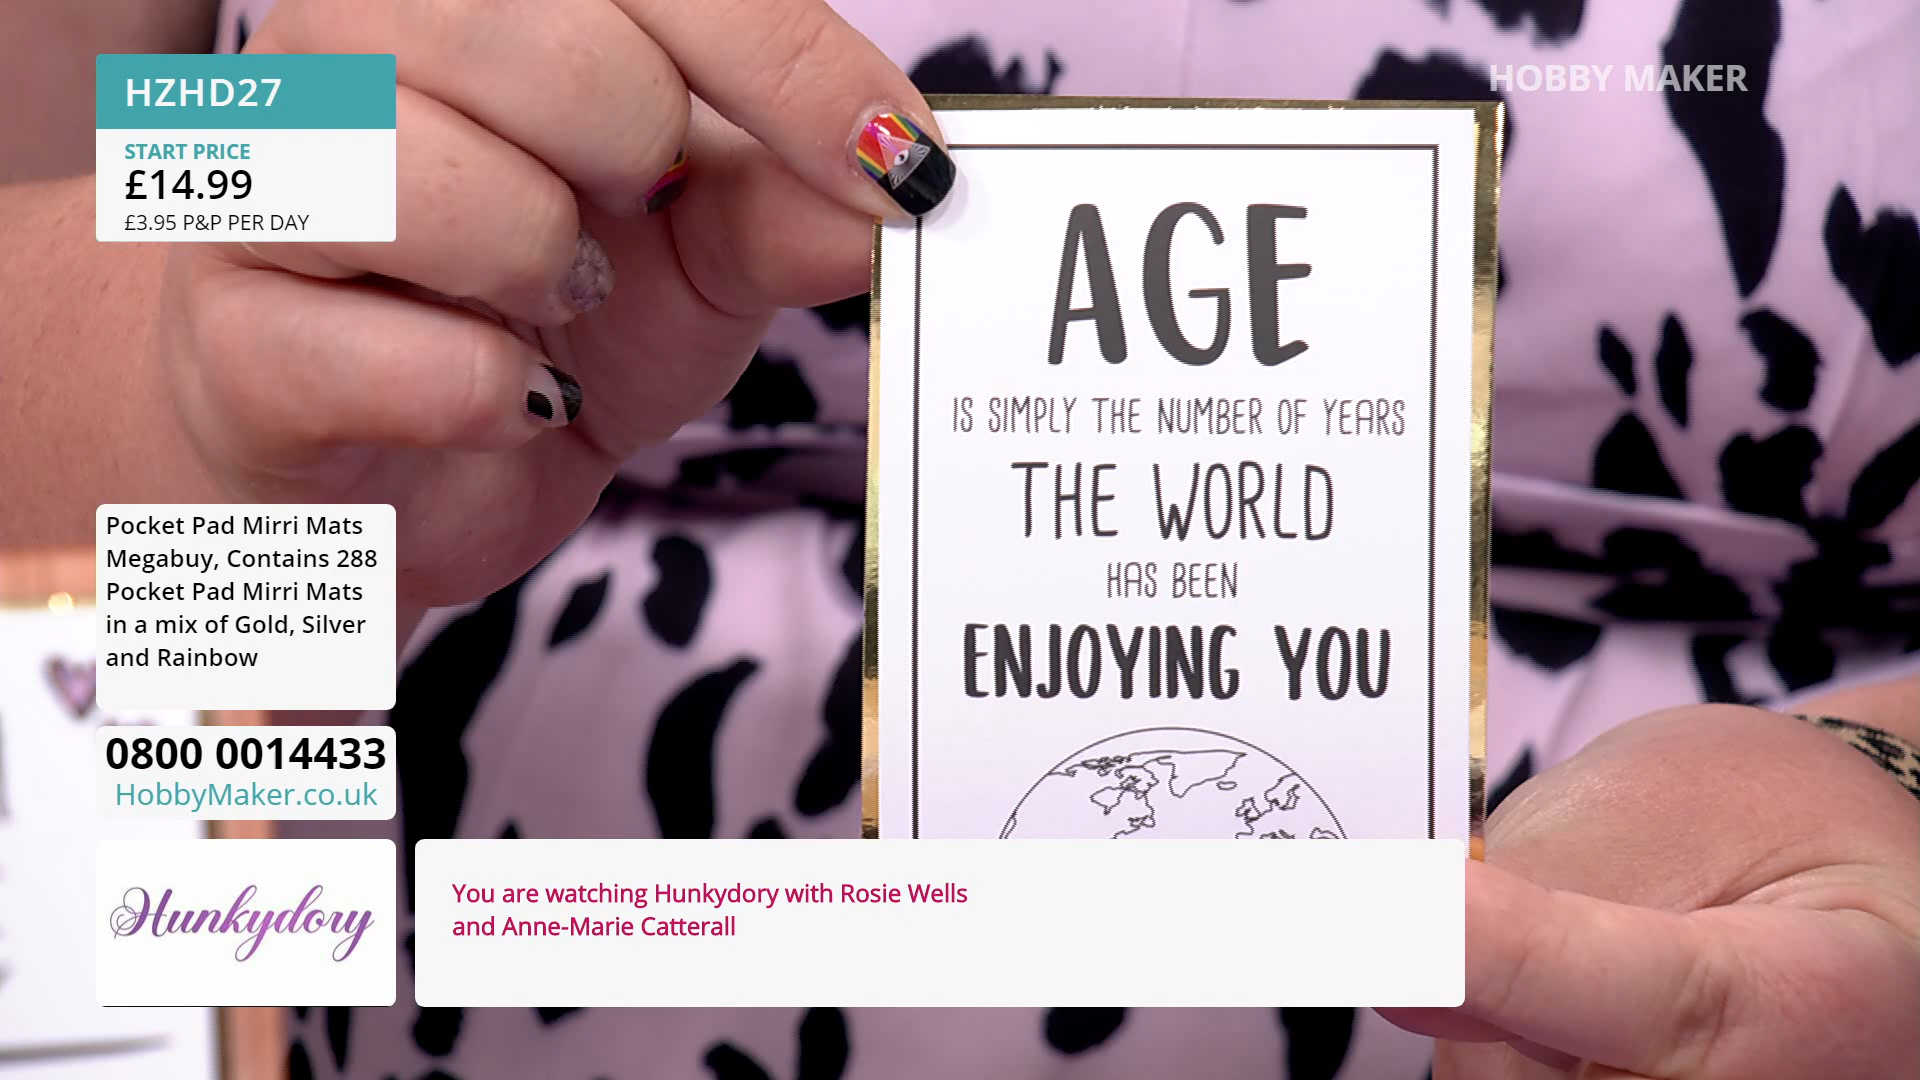 HZHD27
START PRICE
£14.99
£3.95 P&P PER DAY
HOBBY MAKER
AGE
IS SIMPLY THE NUMBER OF YEARS
THE WORLD
HAS BEEN
ENJOYING YOU
Pocket Pad Mirri Mats
Megabuy, Contains 288
Pocket Pad Mirri Mats
in a mix of Gold, Silver
and Rainbow
0800 0014433
HobbyMaker.co.uk
Hunkydory
You are watching Hunkydory with Rosie Wells
and Anne-Marie Catterall